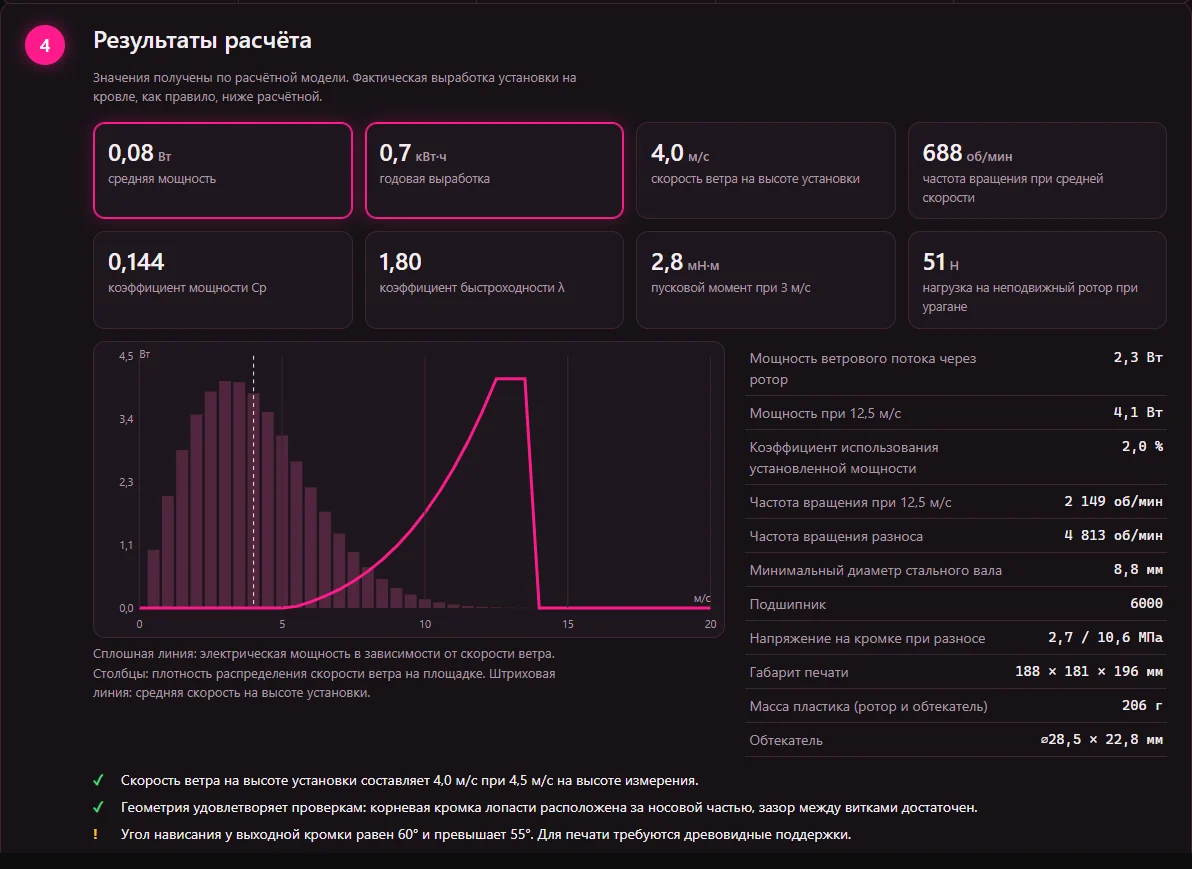 4
Результаты расчёта
Значения получены по расчётной модели. Фактическая выработка установки на
кровле, как правило, ниже расчётной.
0,08 Вт
средняя мощность
0,7 кВт·ч
годовая выработка
4,0 м/с
скорость ветра на высоте установки
688 об/мин
частота вращения при средней
скорости
0,144
коэффициент мощности Cp
1,80
коэффициент быстроходности λ
2,8 мН·м
пусковой момент при 3 м/с
51 Н
нагрузка на неподвижный ротор при
урагане
4,5 Вт
3,4
2,3
1,1
0,0
м/с
0 5 10 15 20
Сплошная линия: электрическая мощность в зависимости от скорости ветра.
Столбцы: плотность распределения скорости ветра на площадке. Штриховая
линия: средняя скорость на высоте установки.
Мощность ветрового потока через
ротор
2,3 Вт
Мощность при 12,5 м/с 4,1 Вт
Коэффициент использования
установленной мощности
2,0 %
Частота вращения при 12,5 м/с 2 149 об/мин
Частота вращения разноса 4 813 об/мин
Минимальный диаметр стального вала 8,8 мм
Подшипник 6000
Напряжение на кромке при разносе 2,7 / 10,6 МПа
Габарит печати 188 × 181 × 196 мм
Масса пластика (ротор и обтекатель) 206 г
Обтекатель ⌀28,5 × 22,8 мм
✓ Скорость ветра на высоте установки составляет 4,0 м/с при 4,5 м/с на высоте измерения.
✓ Геометрия удовлетворяет проверкам: корневая кромка лопасти расположена за носовой частью, зазор между витками достаточен.
! Угол нависания у выходной кромки равен 60° и превышает 55°. Для печати требуются древовидные поддержки.